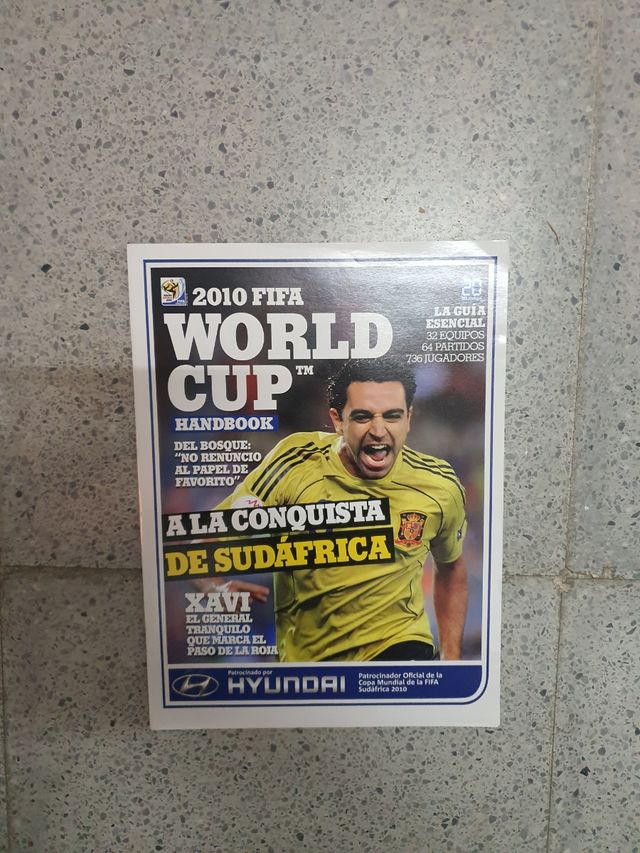 2010 FIFA
WORLD
CUP™
HANDBOOK
20
LA GUÍA
ESENCIAL
32 EQUIPOS
64 PARTIDOS
736 JUGADORES
DEL BOSQUE:
“NO RENUNCIO
AL PAPEL DE
FAVORITO”
A LA CONQUISTA
DE SUDÁFRICA
XAVI
EL GENERAL
TRANQUILO
QUE MARCA EL
PASO DE LA ROJA
Patrocinado por
HYUNDAI
Patrocinador Oficial de la
Copa Mundial de la FIFA
Sudáfrica 2010